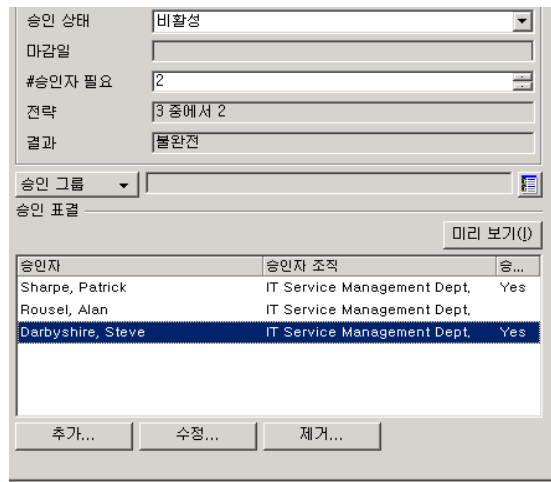 승인 상태 비활성
마감일
#승인자 필요 2
전략 3 중에서 2
결과 불완전
승인 그룹
승인 표결
미리 보기(I)
승인자 승인자 조직 승...
Sharpe, Patrick IT Service Management Dept. Yes
Rousel, Alan IT Service Management Dept.
Darbyshire, Steve IT Service Management Dept. Yes
추가... 수정... 제거...